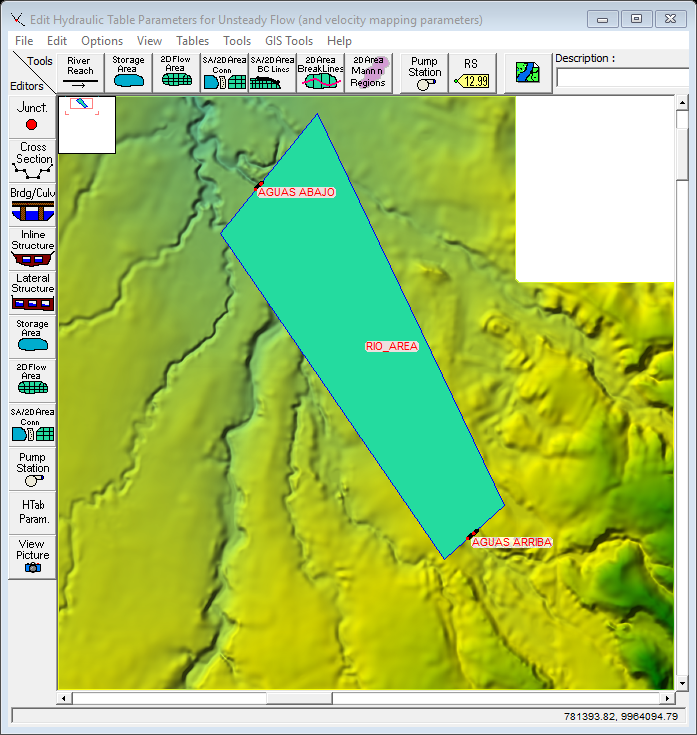 Edit Hydraulic Table Parameters for Unsteady Flow (and velocity mapping parameters)
File Edit Options View Tables Tools GIS Tools Help
Tools
Editors
River
Reach
Storage
Area
2D Flow
Area
SA/2D Area
Conn
SA/2D Area
BC Lines
2D Area
BreakLines
2D Area
Mann n
Regions
Pump
Station
RS
12.99
Description :
Junct.
Cross
Section
Brdg/Culv
Inline
Structure
Lateral
Structure
Storage
Area
2D Flow
Area
SA/2D Area
Conn
Pump
Station
HTab
Param.
View
Picture
AGUAS ABAJO
RIO_AREA
AGUAS ARRIBA
781393.82, 9964094.79